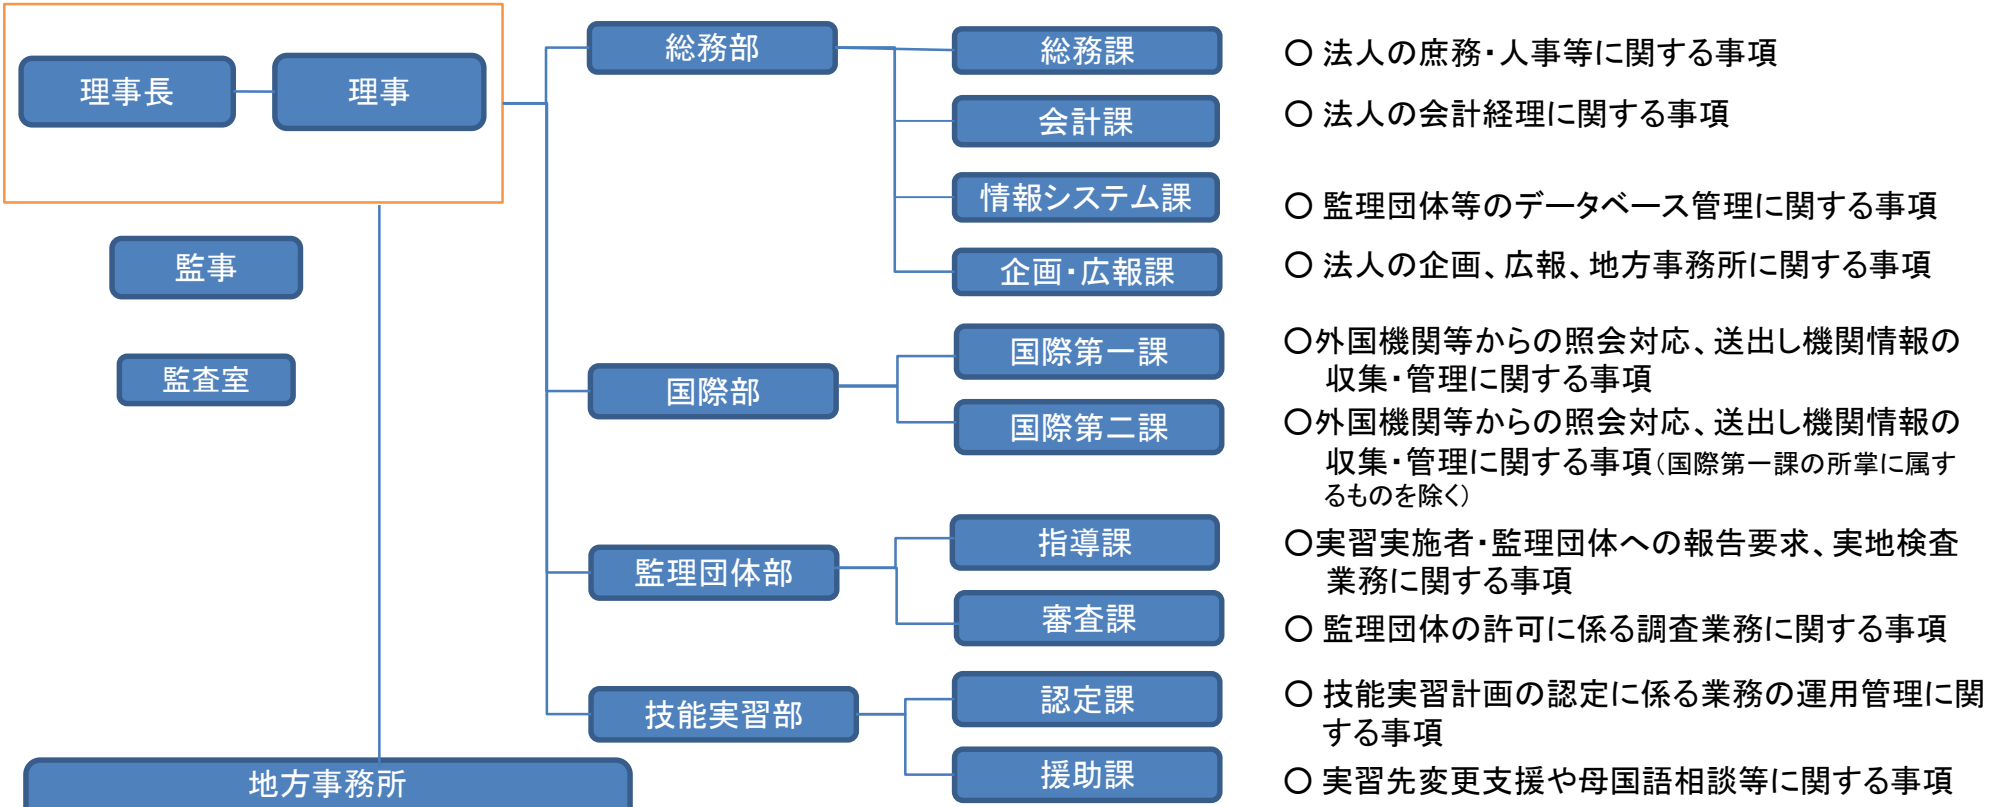 理事長
理事
監事
監査室
地方事務所
総務部
総務課
〇 法人の庶務・人事等に関する事項
会計課
〇 法人の会計経理に関する事項
情報システム課
〇 監理団体等のデータベース管理に関する事項
企画・広報課
〇 法人の企画、広報、地方事務所に関する事項
国際部
国際第一課
〇外国機関等からの照会対応、送出し機関情報の
収集・管理に関する事項
国際第二課
〇外国機関等からの照会対応、送出し機関情報の
収集・管理に関する事項(国際第一課の所掌に属す
るものを除く)
監理団体部
指導課
〇実習実施者・監理団体への報告要求、実地検査
業務に関する事項
審査課
〇 監理団体の許可に係る調査業務に関する事項
技能実習部
認定課
〇 技能実習計画の認定に係る業務の運用管理に関
する事項
援助課
〇 実習先変更支援や母国語相談等に関する事項